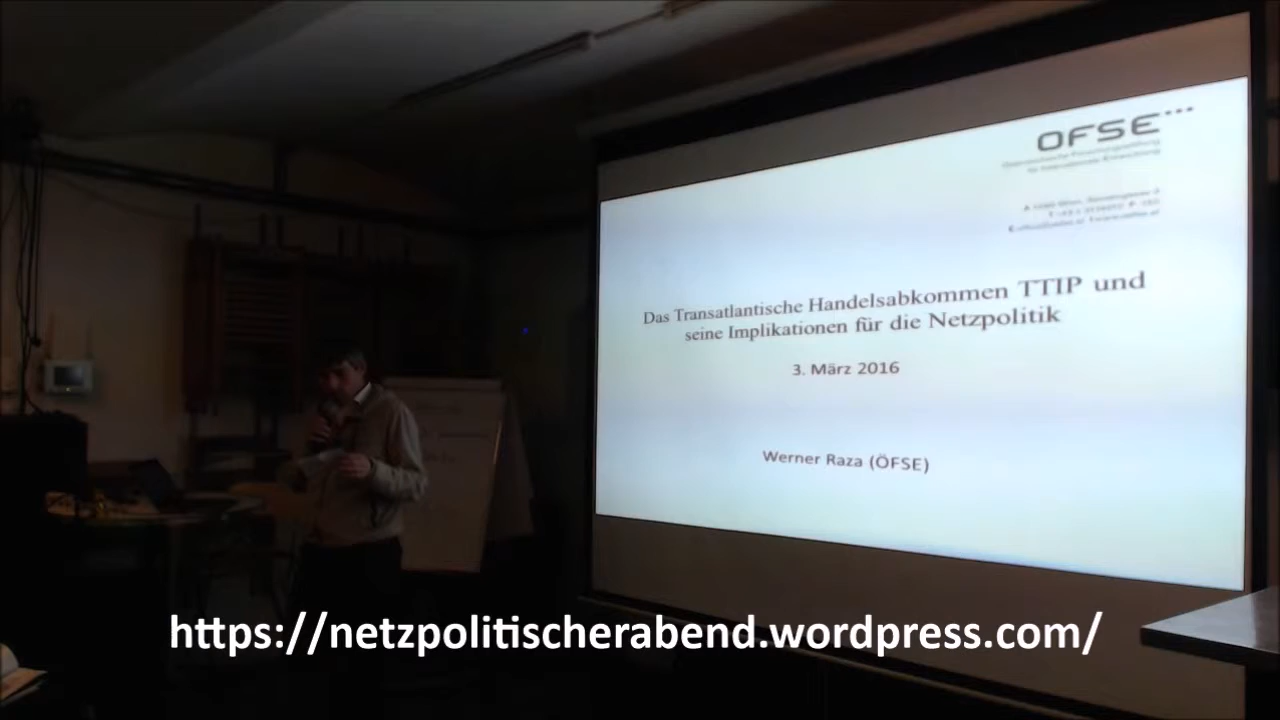 ÖFSE
Das Transatlantische Handelsabkommen TTIP und
seine Implikationen für die Netzpolitik
3. März 2016
Werner Raza (ÖFSE)
https://netzpolitischerabend.wordpress.com/